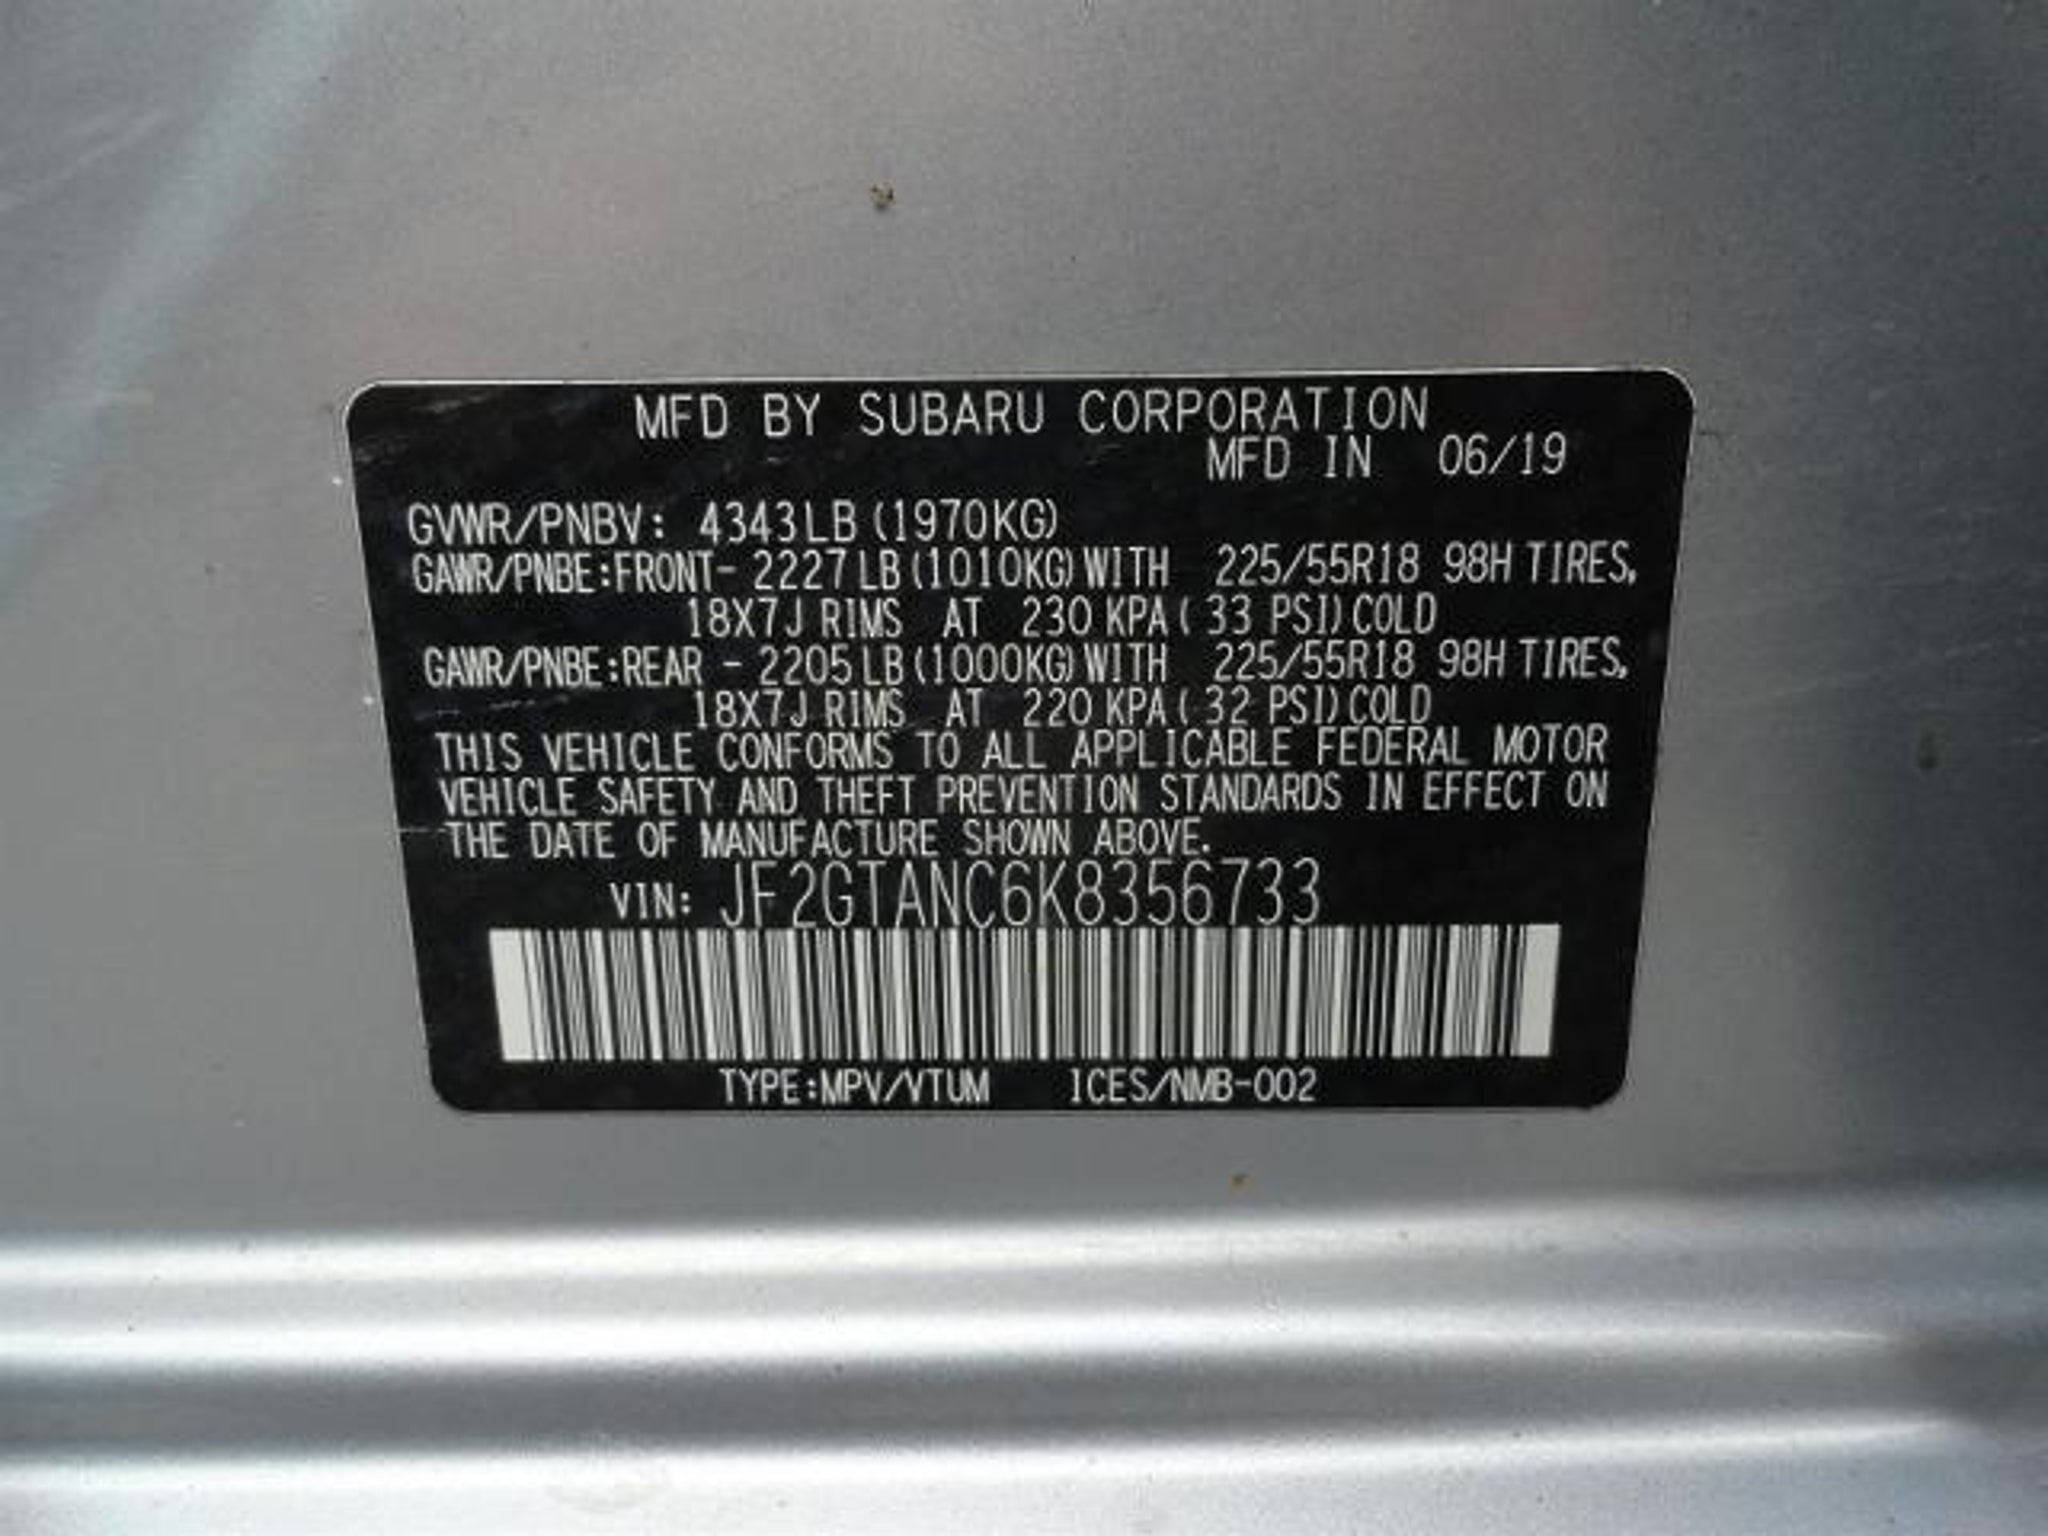 MFD BY SUBARU CORPORATION
MFD IN 06/19
GVWR/PNBV: 4343LB (1970KG)
GAWR/PNBE:FRONT- 2227LB (1010KG) WITH 225/55R18 98H TIRES,
18X7J RIMS AT 230 KPA ( 33 PSI) COLD
GAWR/PNBE:REAR - 2205LB (1000KG) WITH 225/55R18 98H TIRES,
18X7J RIMS AT 220 KPA ( 32 PSI) COLD
THIS VEHICLE CONFORMS TO ALL APPLICABLE FEDERAL MOTOR
VEHICLE SAFETY AND THEFT PREVENTION STANDARDS IN EFFECT ON
THE DATE OF MANUFACTURE SHOWN ABOVE.
VIN: JF2GTANC6K8356733
TYPE:MPV/VTUM ICES/NMB-002